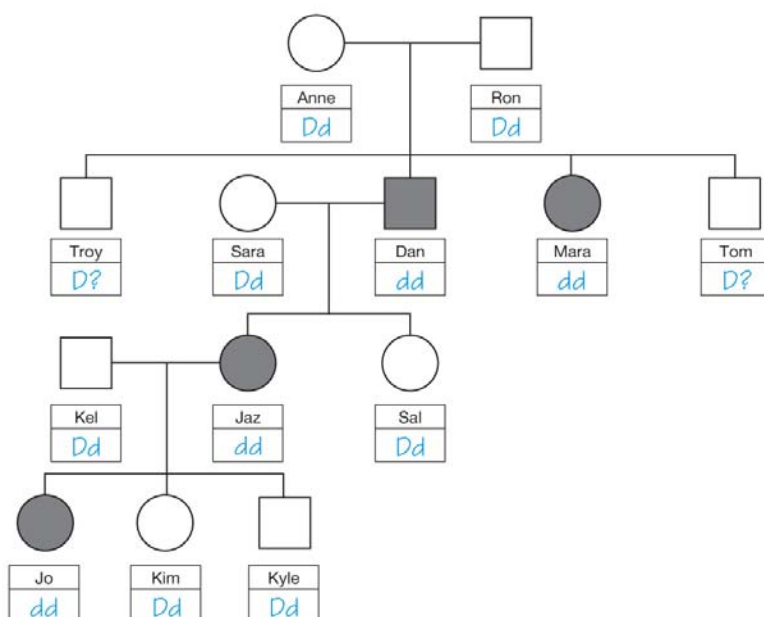 Anne
Ron
Dd
Dd
Troy
Sara
Dan
Mara
Tom
D?
Dd
dd
dd
D?
Kel
Jaz
Sal
Dd
dd
Dd
Jo
Kim
Kyle
dd
Dd
Dd